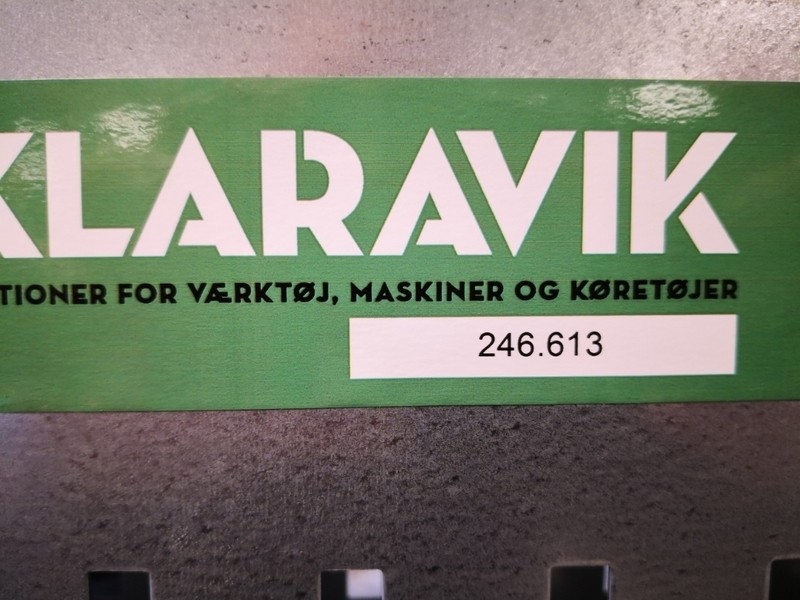 KLARAVIK
TIONER FOR VÆRKTØJ, MASKINER OG KØRETØJER
246.613